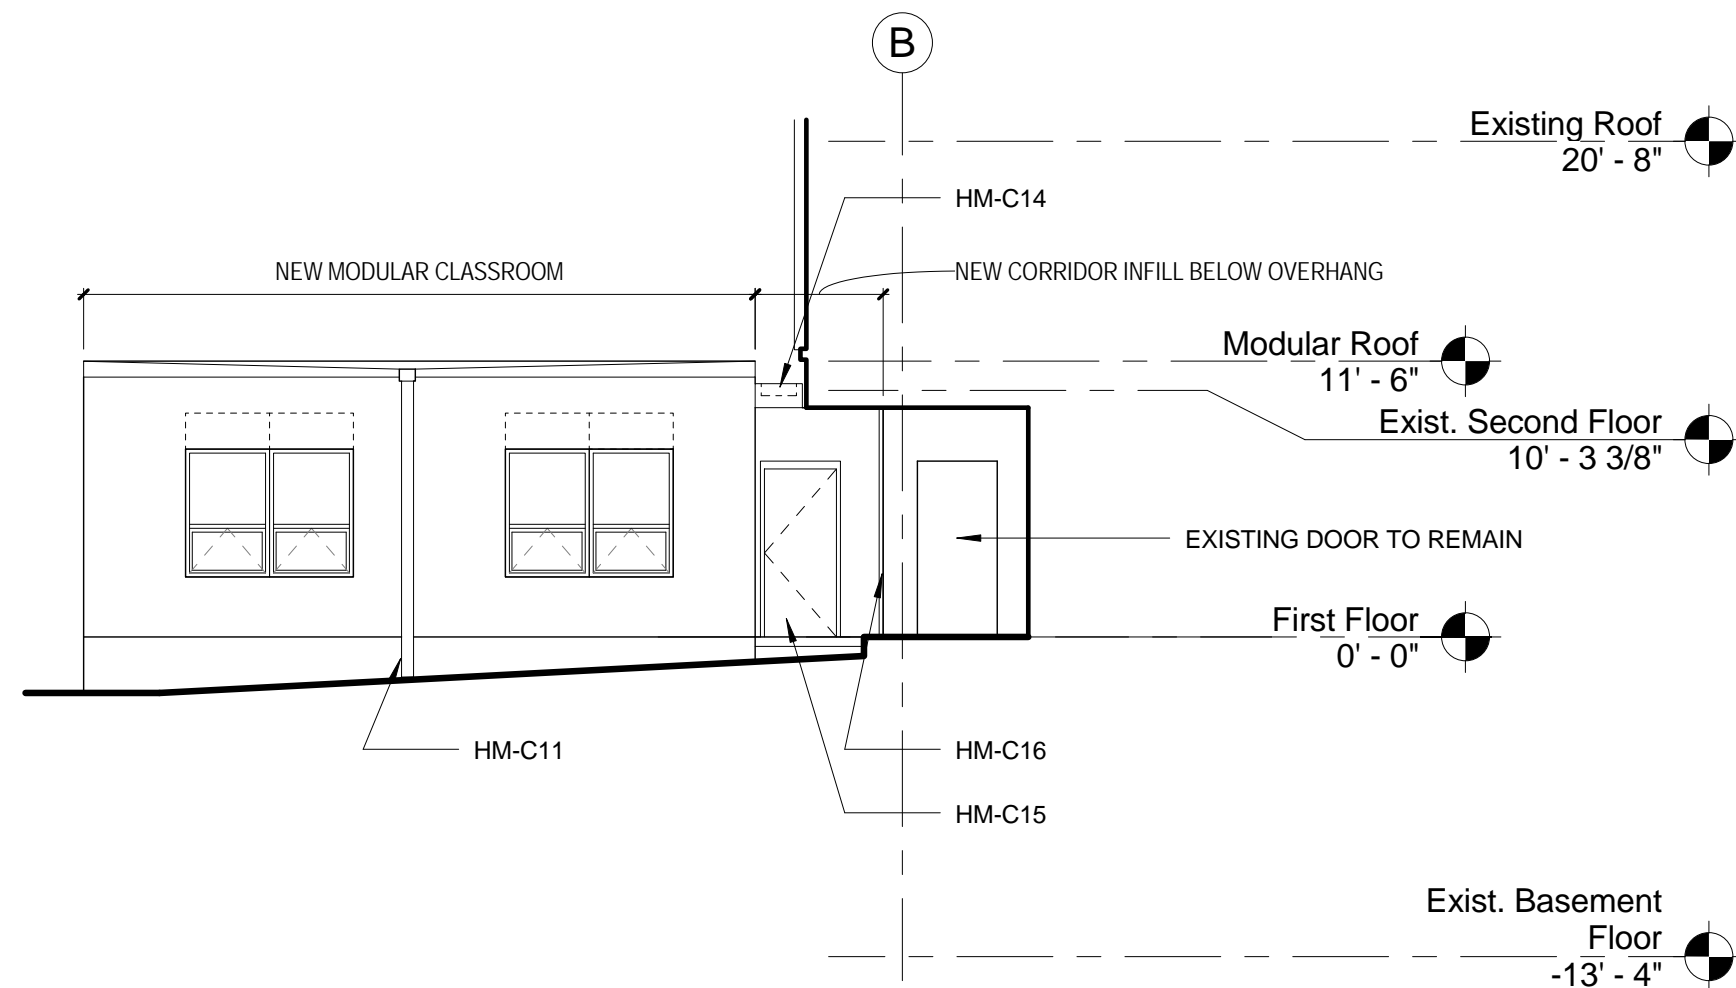 B
Existing Roof
20' - 8"
HM-C14
NEW MODULAR CLASSROOM
NEW CORRIDOR INFILL BELOW OVERHANG
Modular Roof
11' - 6"
Exist. Second Floor
10' - 3 3/8"
EXISTING DOOR TO REMAIN
First Floor
0' - 0"
HM-C11
HM-C16
HM-C15
Exist. Basement
Floor
-13' - 4"